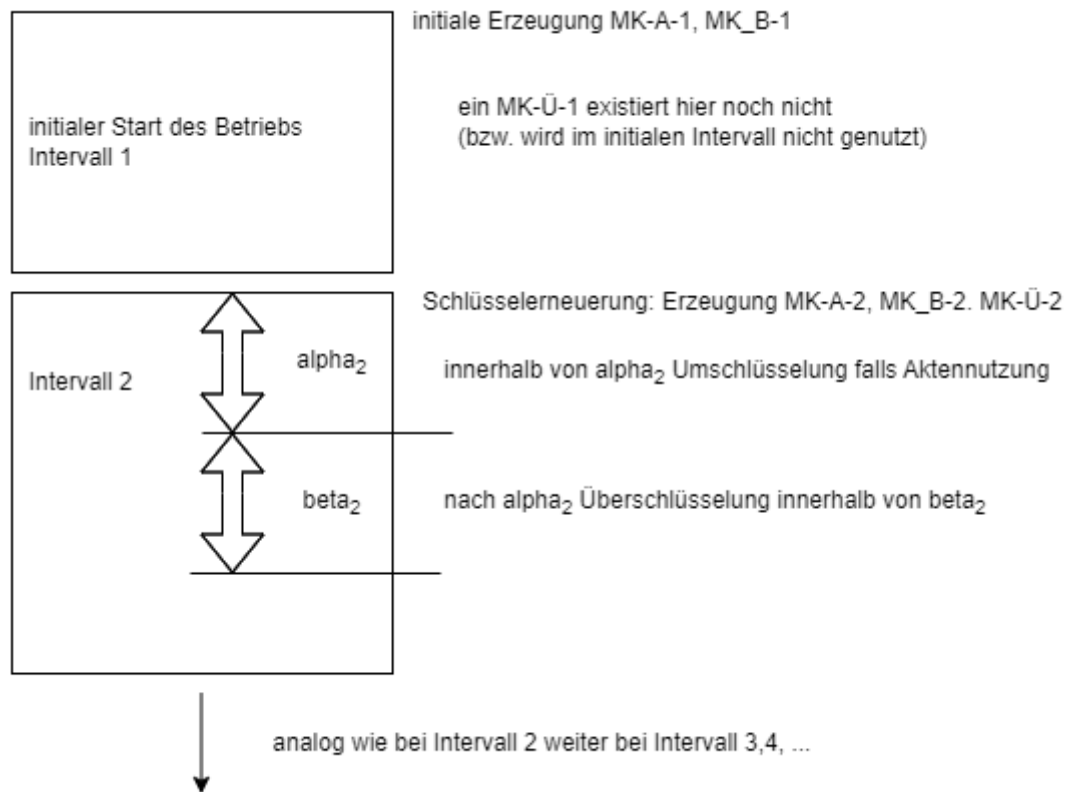 initiale Erzeugung MK-A-1, MK_B-1
ein MK-Ü-1 existiert hier noch nicht
(bzw. wird im initialen Intervall nicht genutzt)
initialer Start des Betriebs
Intervall 1
Schlüsselerneuerung: Erzeugung MK-A-2, MK_B-2. MK-Ü-2
alpha₂
innerhalb von alpha₂ Umschlüsselung falls Aktennutzung
Intervall 2
beta₂
nach alpha₂ Überschlüsselung innerhalb von beta₂
analog wie bei Intervall 2 weiter bei Intervall 3,4, ...